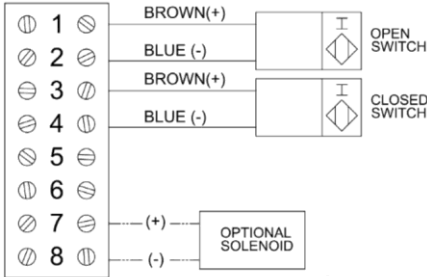 1 BROWN(+)
OPEN
SWITCH
2 BLUE (-)
3 BROWN(+)
CLOSED
SWITCH
4 BLUE (-)
5
6
7 (+)
OPTIONAL
SOLENOID
8 (-)